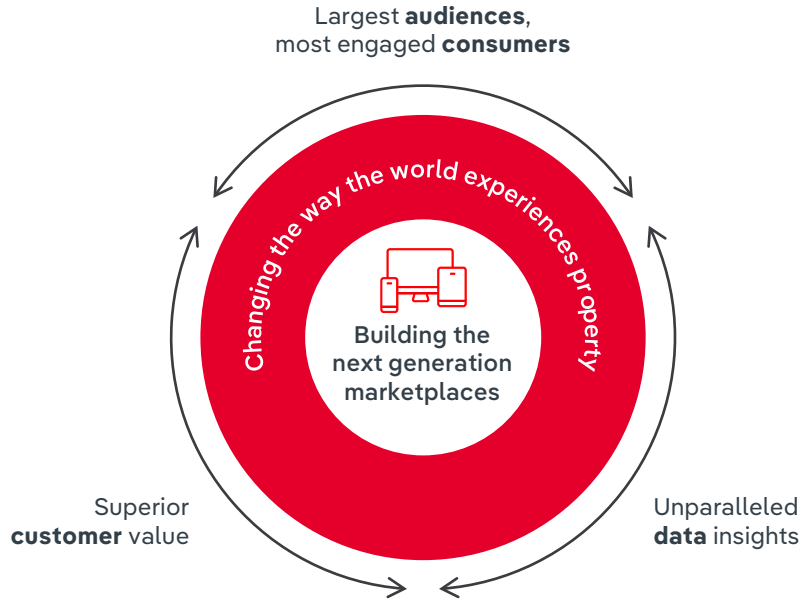 Largest audiences,
most engaged consumers
Changing the way the world experiences property
Building the
next generation
marketplaces
Superior
customer value
Unparalleled
data insights